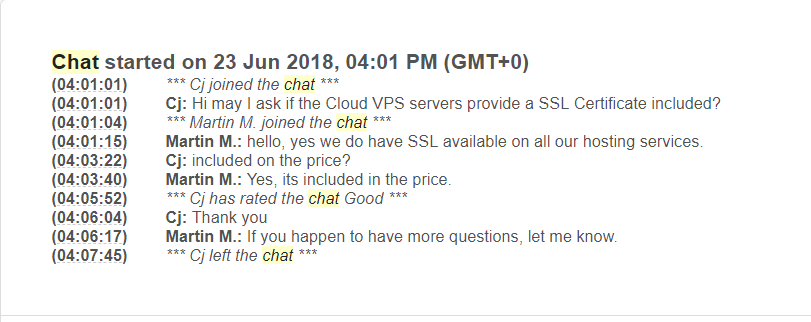 Chat started on 23 Jun 2018, 04:01 PM (GMT+0)
(04:01:01) *** Cj joined the chat ***
(04:01:01) Cj: Hi may I ask if the Cloud VPS servers provide a SSL Certificate included?
(04:01:04) *** Martin M. joined the chat ***
(04:01:15) Martin M.: hello, yes we do have SSL available on all our hosting services.
(04:03:22) Cj: included on the price?
(04:03:40) Martin M.: Yes, its included in the price.
(04:05:52) *** Cj has rated the chat Good ***
(04:06:04) Cj: Thank you
(04:06:17) Martin M.: If you happen to have more questions, let me know.
(04:07:45) *** Cj left the chat ***